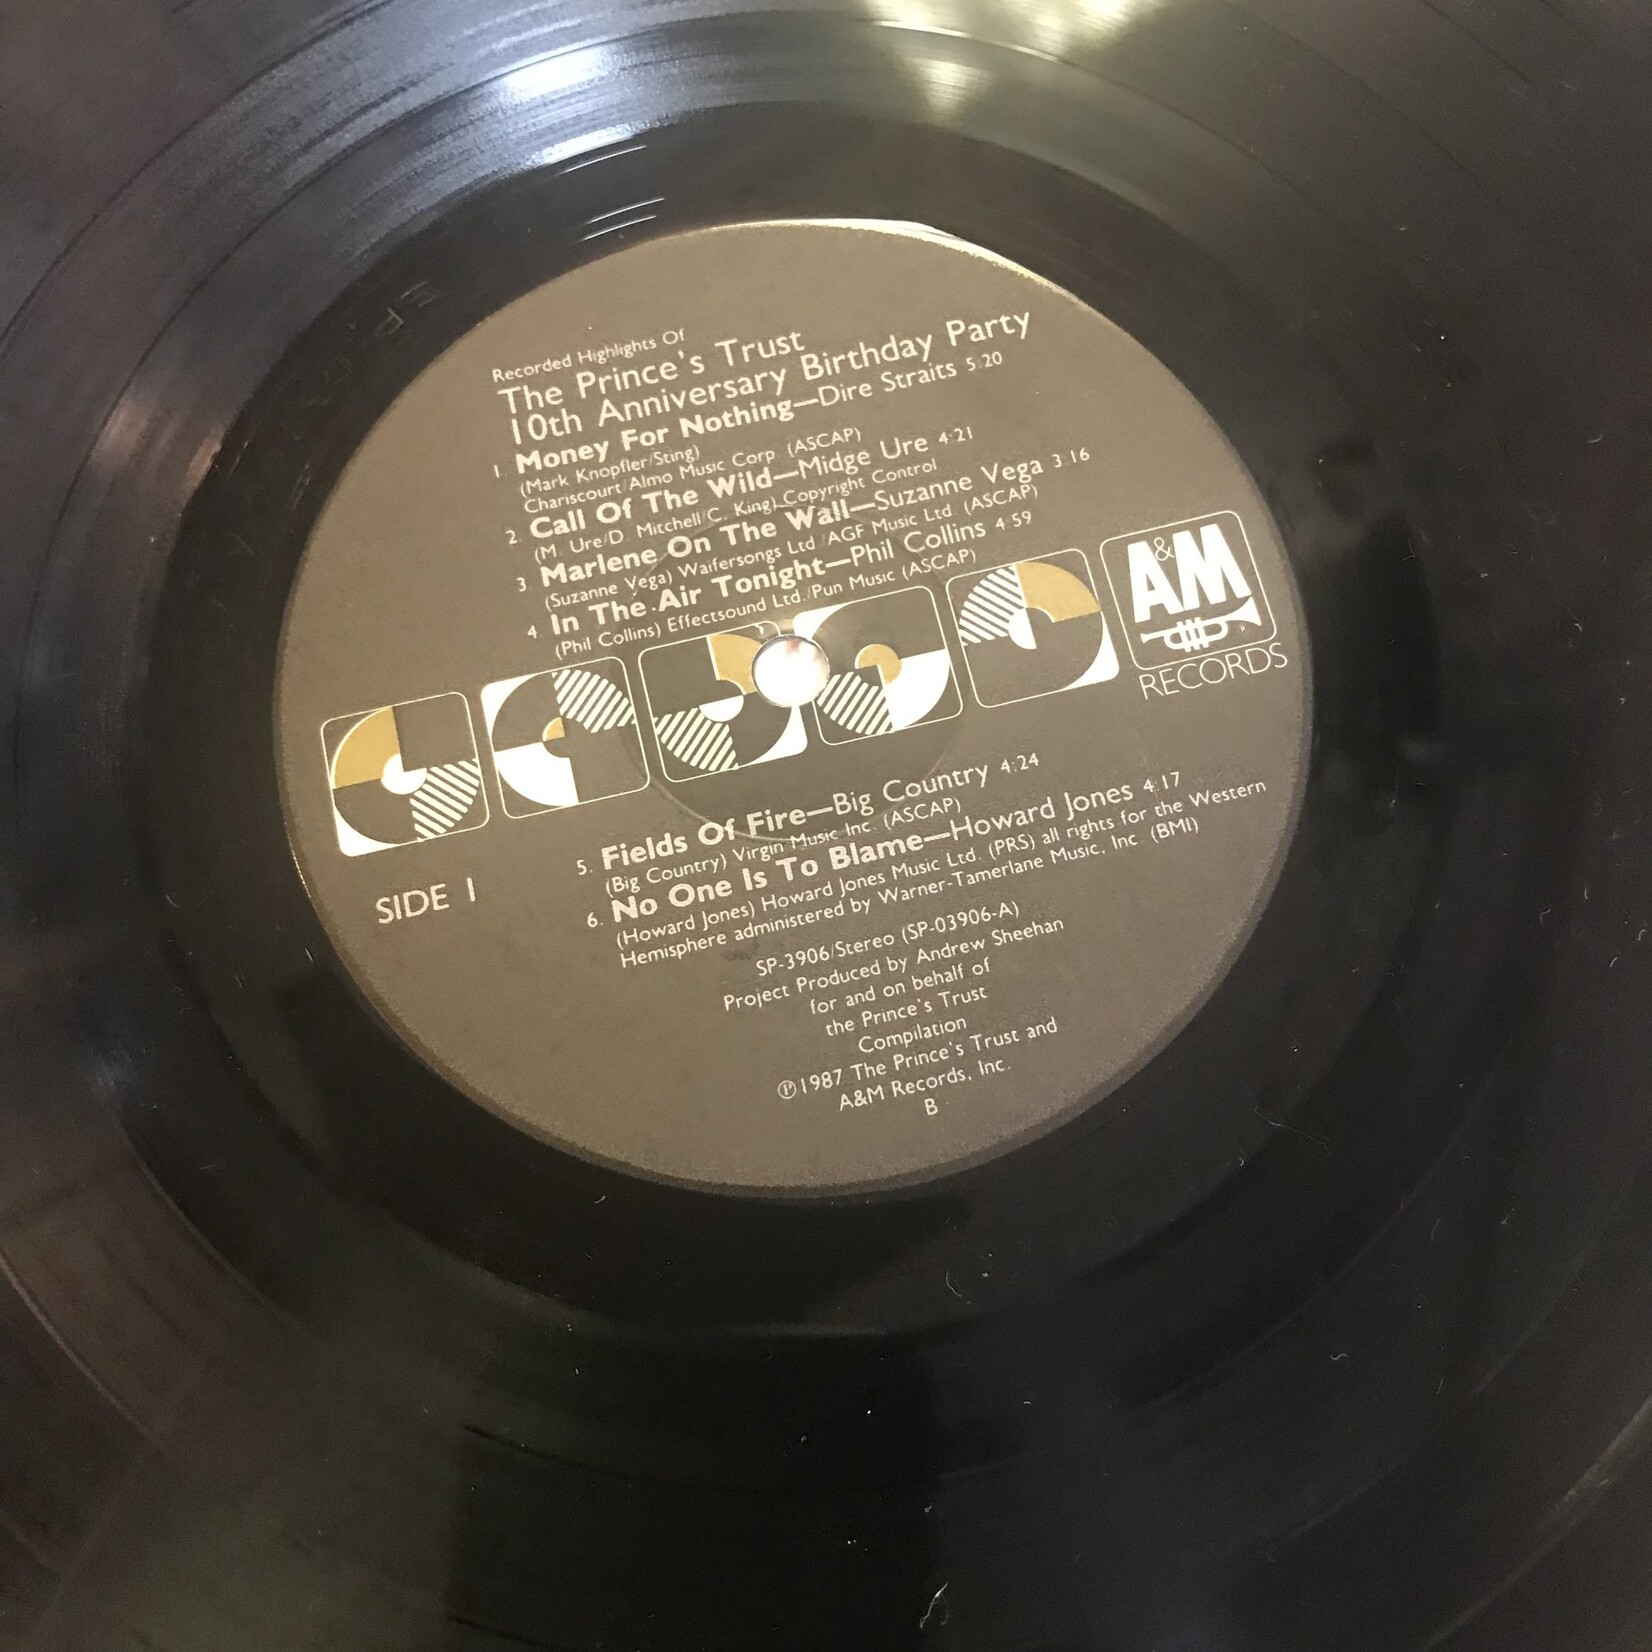 Recorded Highlights Of
The Prince's Trust
10th Anniversary Birthday Party
1. Money For Nothing—Dire Straits 5:20
(Mark Knopfler/Sting)
Chariscourt/Almo Music Corp (ASCAP)
2. Call Of The Wild—Midge Ure 4:21
(M. Ure/D. Mitchell/C. King) Copyright Control
3. Marlene On The Wall—Suzanne Vega 3:16
(Suzanne Vega) Waifersongs Ltd./AGF Music Ltd. (ASCAP)
4. In The Air Tonight—Phil Collins 4:59
(Phil Collins) Effectsound Ltd./Pun Music (ASCAP)
A&M
RECORDS
SIDE 1
5. Fields Of Fire—Big Country 4:24
(Big Country) Virgin Music Inc. (ASCAP)
6. No One Is To Blame—Howard Jones 4:17
(Howard Jones) Howard Jones Music Ltd. (PRS) all rights for the Western
Hemisphere administered by Warner-Tamerlane Music, Inc. (BMI)
SP-3906/Stereo (SP-03906-A)
Project Produced by Andrew Sheehan
for and on behalf of
the Prince's Trust
Compilation
℗1987 The Prince's Trust and
A&M Records, Inc.
B